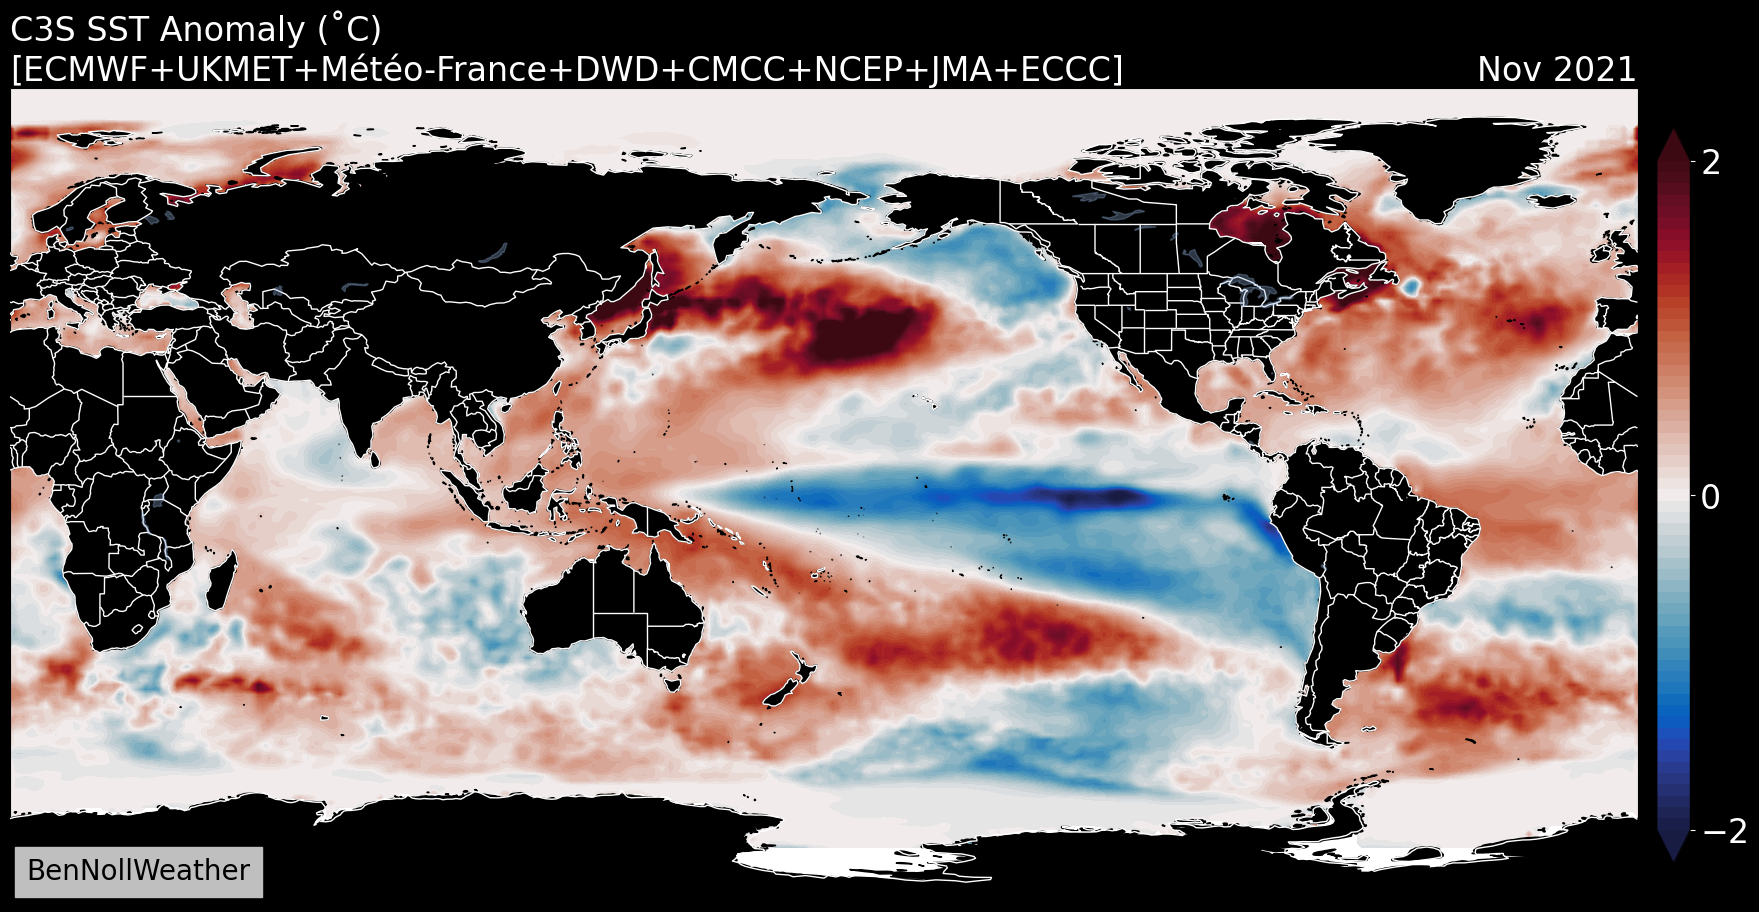 C3S SST Anomaly (˚C)
[ECMWF+UKMET+Météo-France+DWD+CMCC+NCEP+JMA+ECCC]
Nov 2021
2
0
−2
BenNollWeather